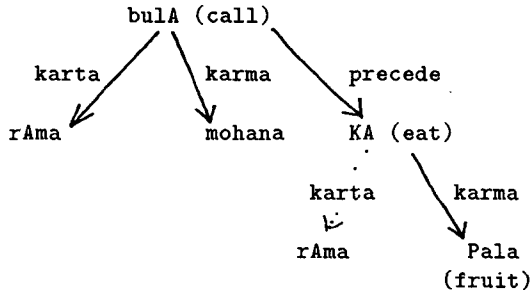 bulA (call)
karta karma precede
rAma mohana KA (eat)
karta karma
rAma Pala
(fruit)